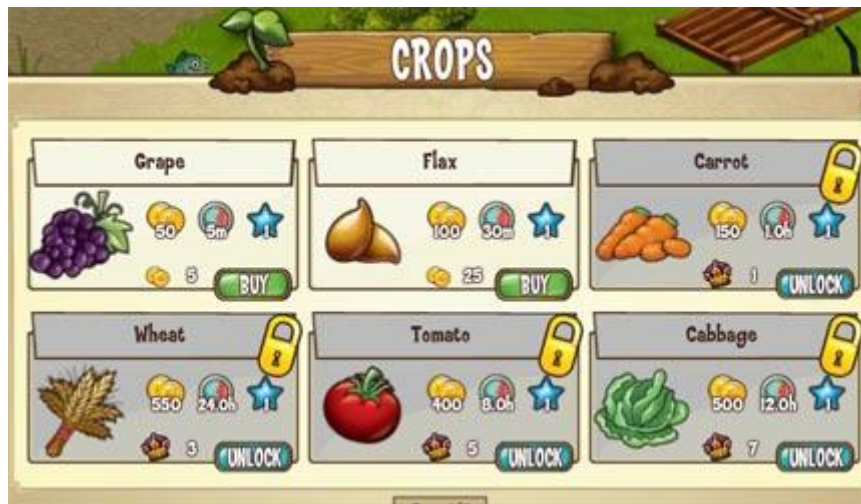 CROPS
Grape
50 5m 1
5 BUY
Flax
100 30m 1
25 BUY
Carrot
150 1.0h 1
1 UNLOCK
Wheat
550 24.0h 1
3 UNLOCK
Tomato
400 8.0h 1
5 UNLOCK
Cabbage
500 12.0h 1
7 UNLOCK